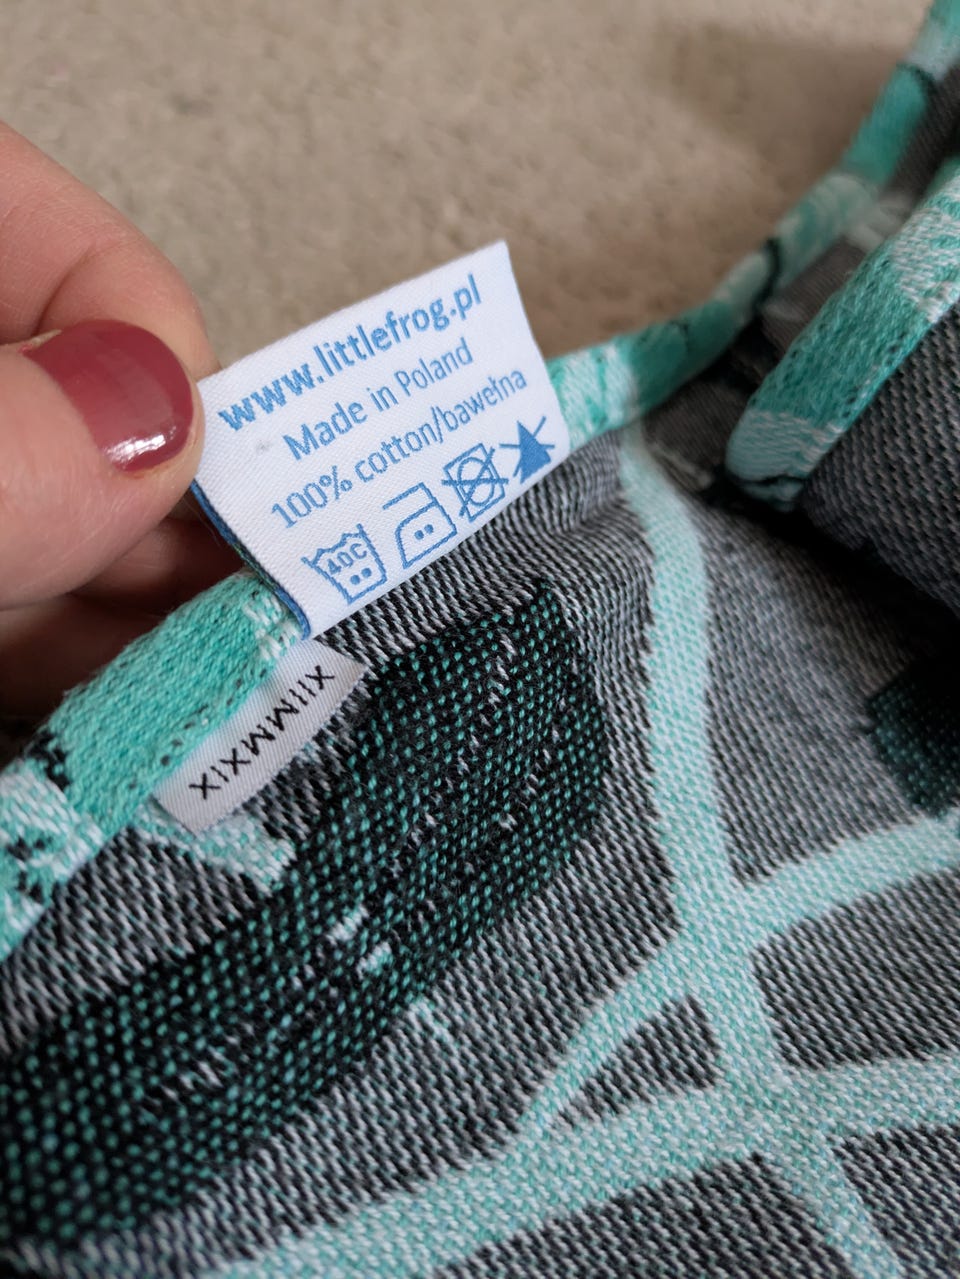 www.littlefrog.pl
Made in Poland
100% cotton/bawełna
40C
XIIMMXIX